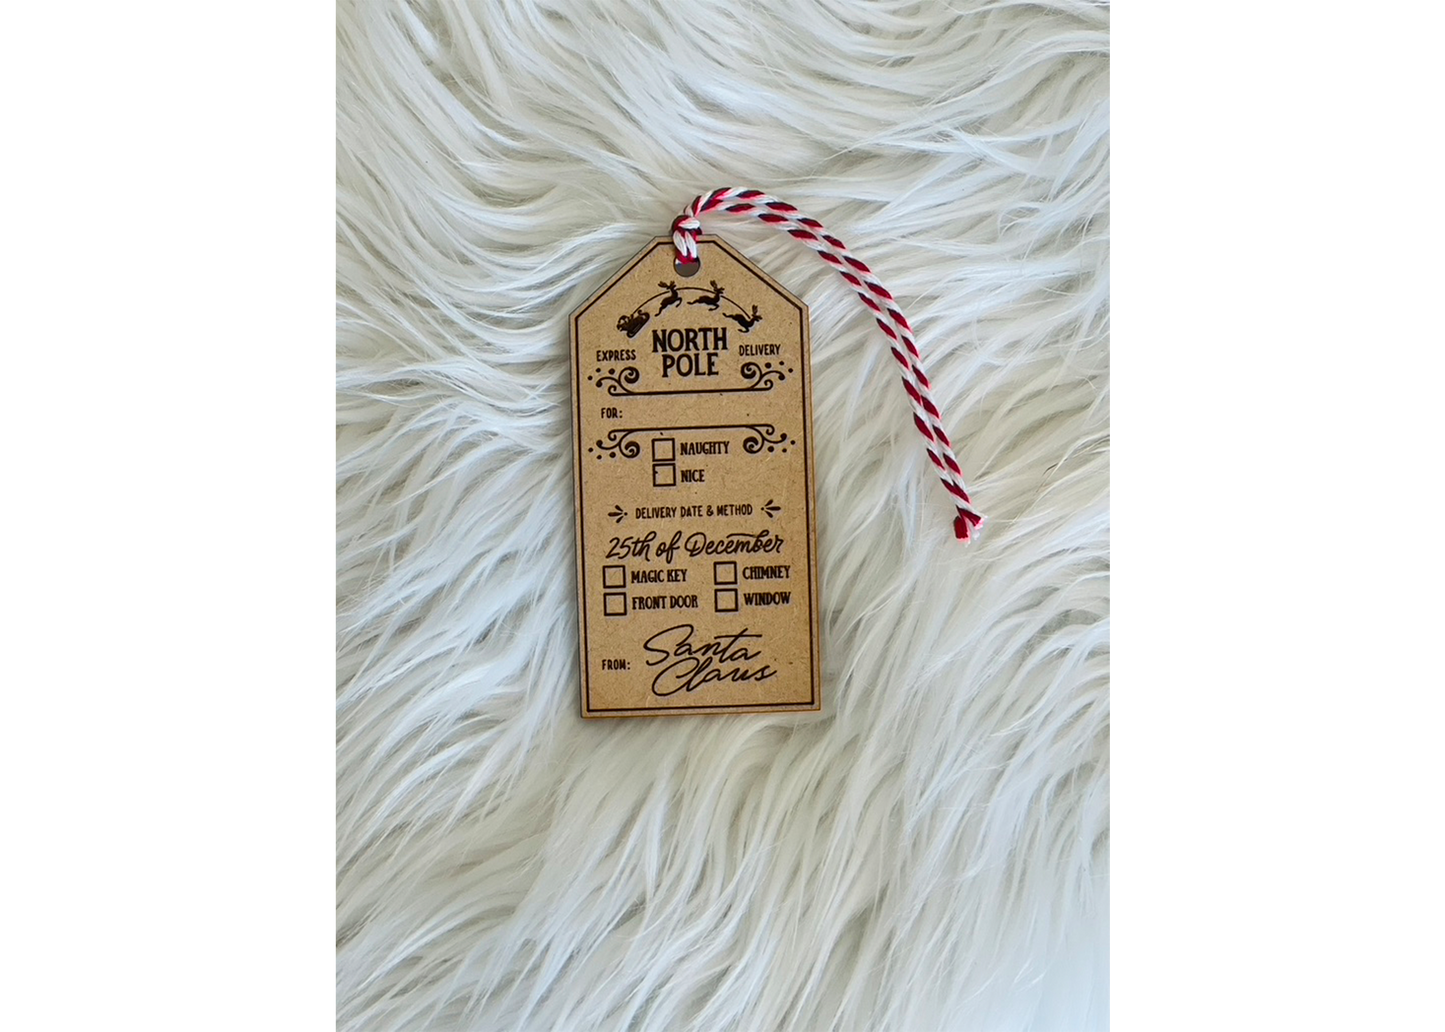 EXPRESS NORTH POLE DELIVERY
FOR:
NAUGHTY
NICE
DELIVERY DATE & METHOD
25th of December
MAGIC KEY CHIMNEY
FRONT DOOR WINDOW
FROM: Santa Claus